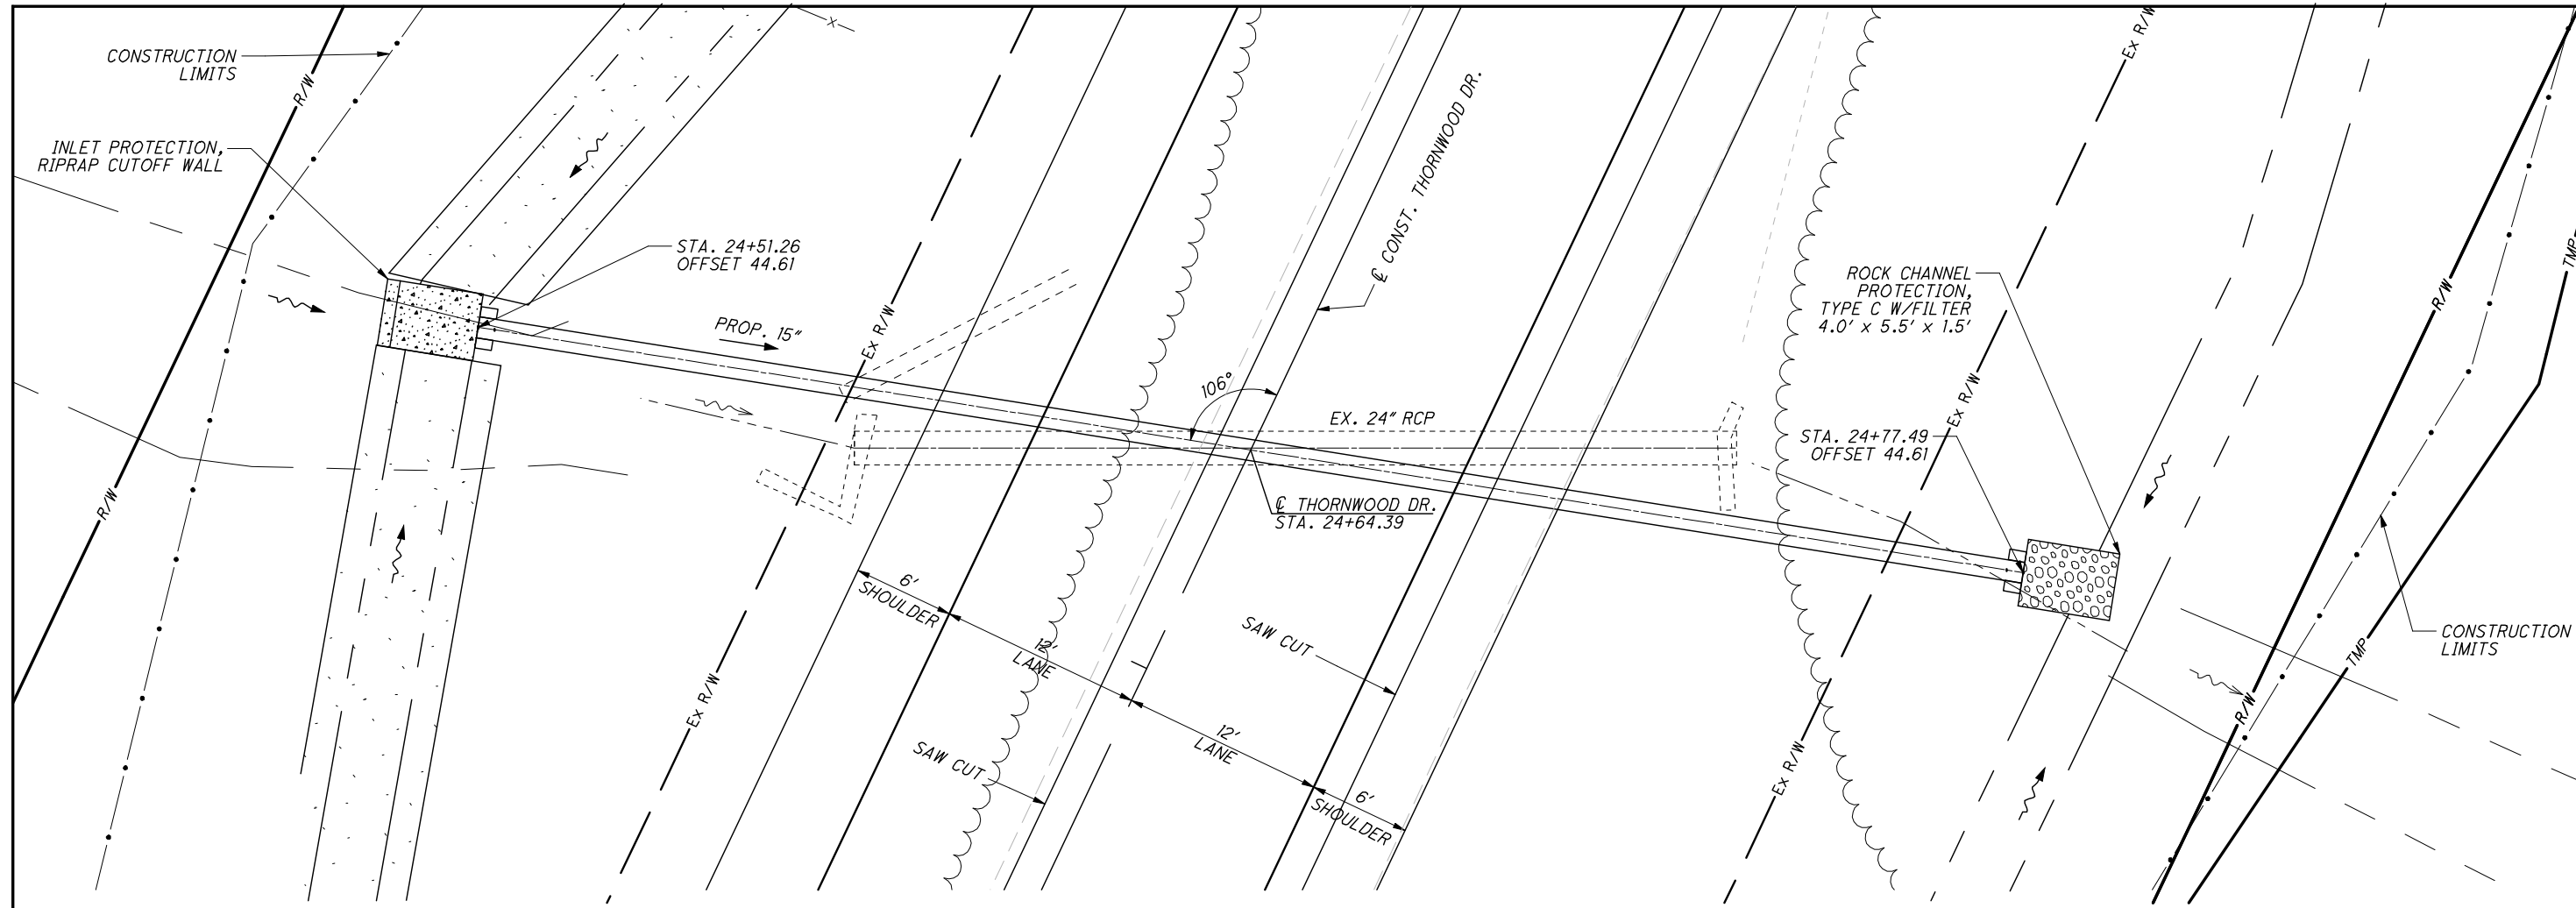 CONSTRUCTION
LIMITS
R/W
X
Ex R/W
TMP
INLET PROTECTION,
RIPRAP CUTOFF WALL
℄ CONST. THORNWOOD DR.
STA. 24+51.26
OFFSET 44.61
ROCK CHANNEL
PROTECTION,
TYPE C W/FILTER
4.0' x 5.5' x 1.5'
R/W
PROP. 15"
Ex R/W
106°
EX. 24" RCP
Ex R/W
STA. 24+77.49
OFFSET 44.61
R/W
℄ THORNWOOD DR.
STA. 24+64.39
6'
SHOULDER
12'
LANE
SAW CUT
CONSTRUCTION
LIMITS
TMP
Ex R/W
R/W
12'
LANE
SAW CUT
Ex R/W
6'
SHOULDER